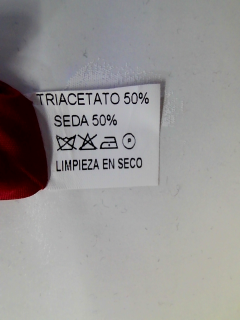 TRIACETATO 50%
SEDA 50%
P
LIMPIEZA EN SECO